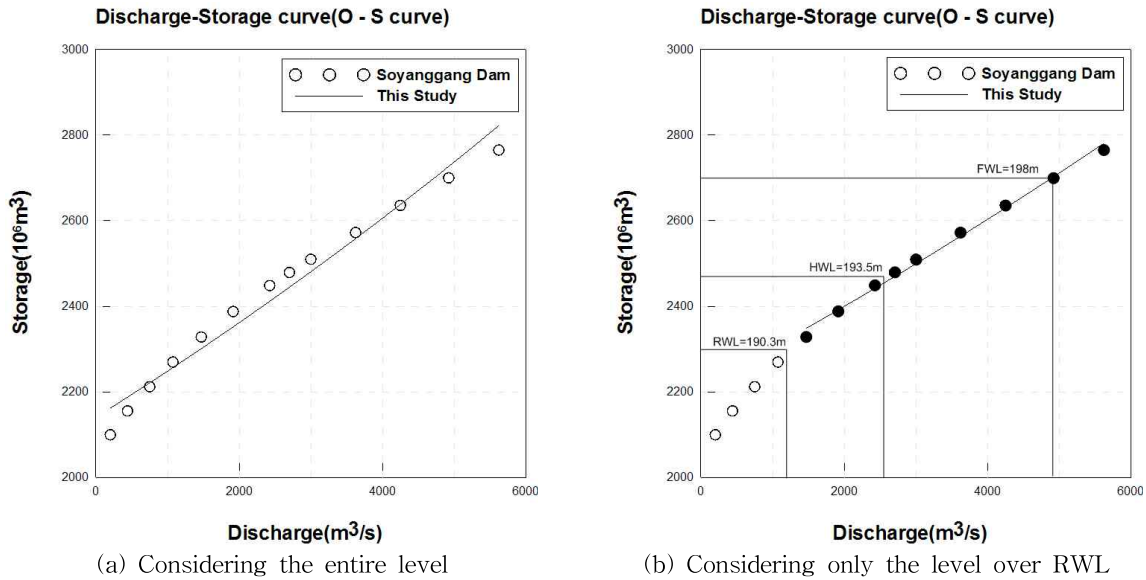 Discharge-Storage curve(O - S curve)
3000
2800
2600
2400
2200
2000
Storage(10⁶m³)
Soyanggang Dam
This Study
0
2000
4000
6000
Discharge(m³/s)
(a) Considering the entire level
Discharge-Storage curve(O - S curve)
3000
2800
2600
2400
2200
2000
Storage(10⁶m³)
Soyanggang Dam
This Study
FWL=198m
HWL=193.5m
RWL=190.3m
0
2000
4000
6000
Discharge(m³/s)
(b) Considering only the level over RWL